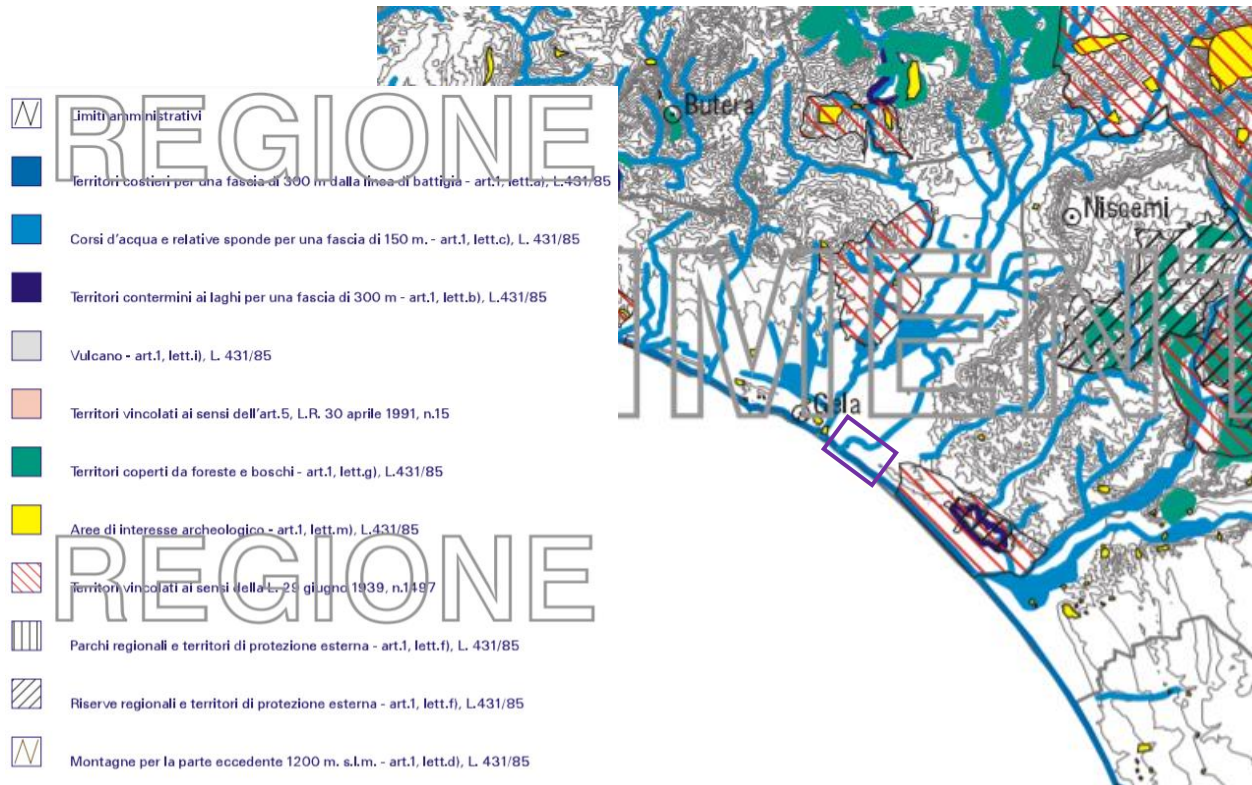 REGIONE
Limiti amministrativi
Territori costieri per una fascia di 300 m dalla linea di battigia - art.1, lett.a), L.431/85
Corsi d'acqua e relative sponde per una fascia di 150 m. - art.1, lett.c), L. 431/85
Territori contermini ai laghi per una fascia di 300 m - art.1, lett.b), L.431/85
Vulcano - art.1, lett.i), L. 431/85
Territori vincolati ai sensi dell'art.5, L.R. 30 aprile 1991, n.15
Territori coperti da foreste e boschi - art.1, lett.g), L.431/85
Aree di interesse archeologico - art.1, lett.m), L.431/85
REGIONE
Territori vincolati ai sensi della L. 29 giugno 1939, n.1497
Parchi regionali e territori di protezione esterna - art.1, lett.f), L. 431/85
Riserve regionali e territori di protezione esterna - art.1, lett.f), L.431/85
Montagne per la parte eccedente 1200 m. s.l.m. - art.1, lett.d), L. 431/85
Butera
Niscemi
IMENT
Gela